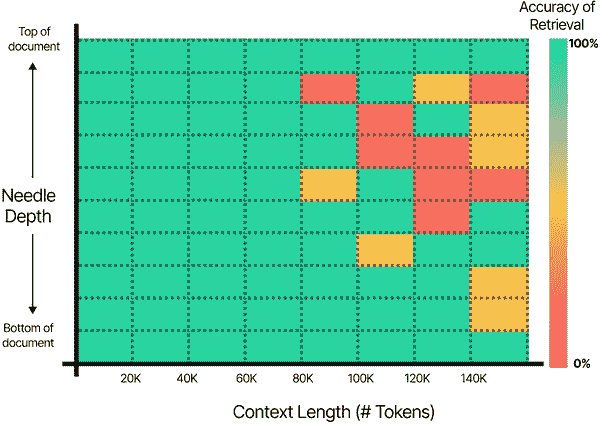 Accuracy of
Retrieval
Top of
document
100%
Needle
Depth
Bottom of
document
0%
20K 40K 60K 80K 100K 120K 140K
Context Length (# Tokens)